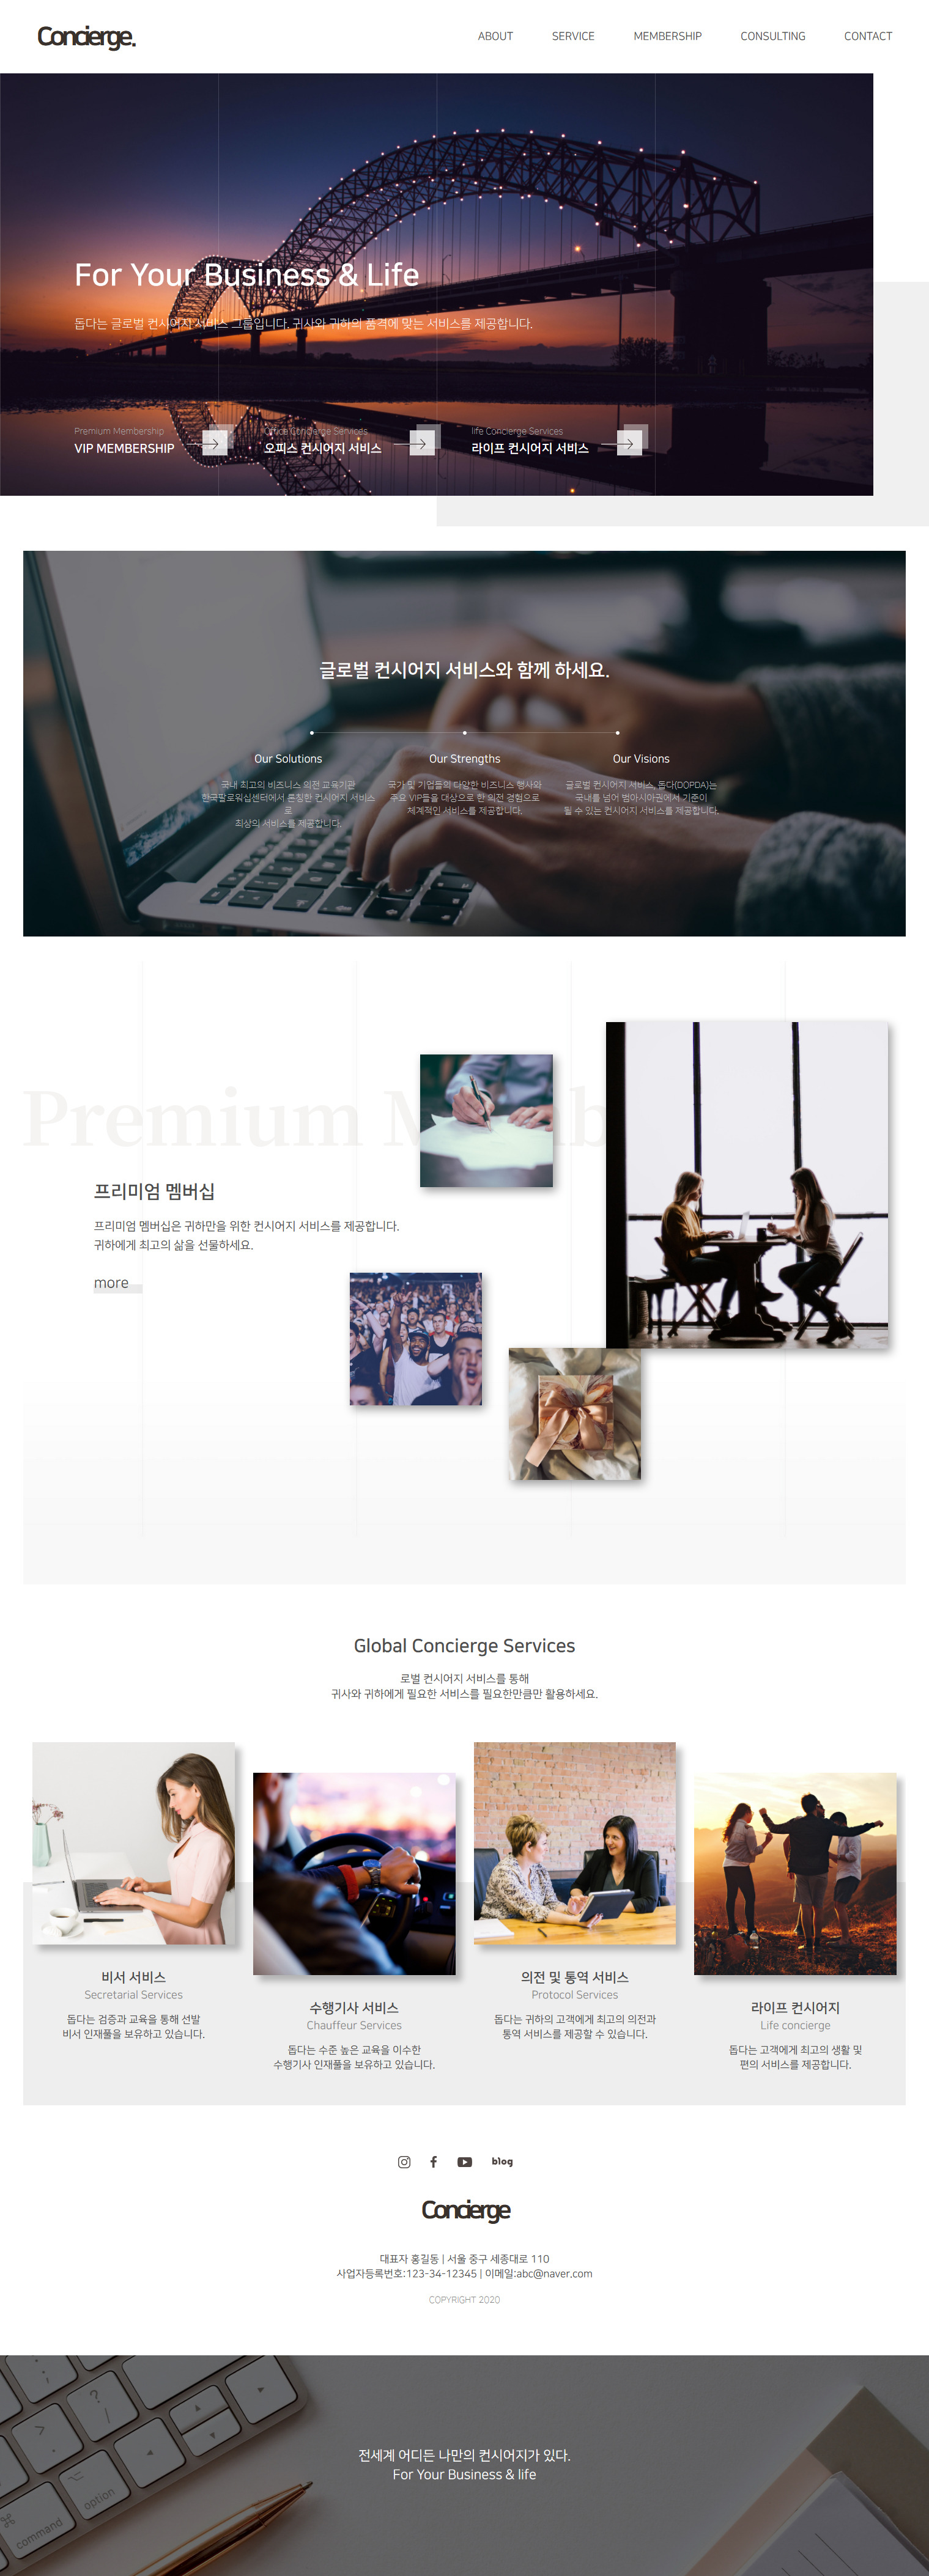 Concierge.
ABOUT SERVICE MEMBERSHIP CONSULTING CONTACT
For Your Business & Life
돕다는 글로벌 컨시어지 서비스 그룹입니다. 귀사와 귀하의 품격에 맞는 서비스를 제공합니다.
Premium Membership
VIP MEMBERSHIP
Office Concierge Services
오피스 컨시어지 서비스
life Concierge Services
라이프 컨시어지 서비스
글로벌 컨시어지 서비스와 함께 하세요.
Our Solutions
국내 최고의 비즈니스 의전 교육기관
한국팔로워십센터에서 론칭한 컨시어지 서비스
로
최상의 서비스를 제공합니다.
Our Strengths
국가 및 기업들의 다양한 비즈니스 행사와
주요 VIP들을 대상으로 한 의전 경험으로
체계적인 서비스를 제공합니다.
Our Visions
글로벌 컨시어지 서비스, 돕다(DOPDA)는
국내를 넘어 범아시아권에서 기준이
될 수 있는 컨시어지 서비스를 제공합니다.
Premium M b
프리미엄 멤버십
프리미엄 멤버십은 귀하만을 위한 컨시어지 서비스를 제공합니다.
귀하에게 최고의 삶을 선물하세요.
more
Global Concierge Services
로벌 컨시어지 서비스를 통해
귀사와 귀하에게 필요한 서비스를 필요한만큼만 활용하세요.
비서 서비스
Secretarial Services
돕다는 검증과 교육을 통해 선발
비서 인재풀을 보유하고 있습니다.
수행기사 서비스
Chauffeur Services
돕다는 수준 높은 교육을 이수한
수행기사 인재풀을 보유하고 있습니다.
의전 및 통역 서비스
Protocol Services
돕다는 귀하의 고객에게 최고의 의전과
통역 서비스를 제공할 수 있습니다.
라이프 컨시어지
Life concierge
돕다는 고객에게 최고의 생활 및
편의 서비스를 제공합니다.
blog
Concierge
대표자 홍길동 | 서울 중구 세종대로 110
사업자등록번호:123-34-12345 | 이메일:abc@naver.com
COPYRIGHT 2020
전세계 어디든 나만의 컨시어지가 있다.
For Your Business & life
option
command